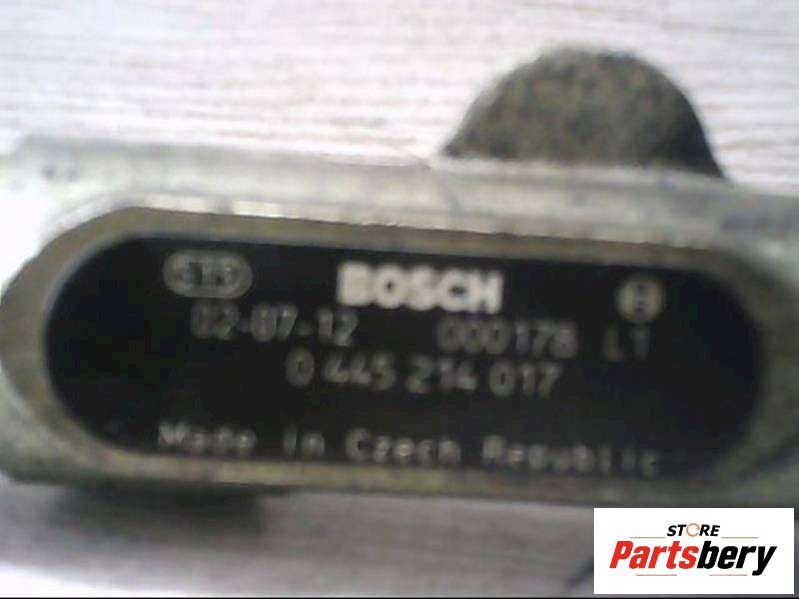 BOSCH
02-07-12 000178 L1
0 445 214 017
Made in Czech Republic
STORE
Partsbery